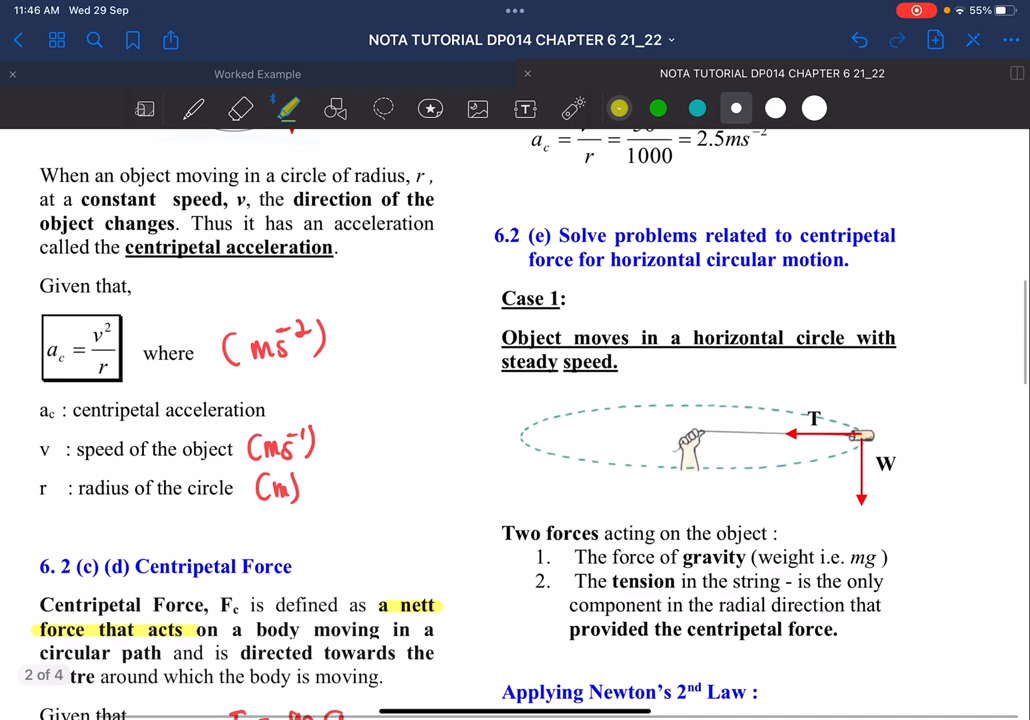 11:46 AM Wed 29 Sep
55%
NOTA TUTORIAL DP014 CHAPTER 6 21_22
Worked Example
NOTA TUTORIAL DP014 CHAPTER 6 21_22
When an object moving in a circle of radius, r ,
at a constant speed, v, the direction of the
object changes. Thus it has an acceleration
called the centripetal acceleration.
Given that,
a_c = v²/r where (ms⁻²)
a_c : centripetal acceleration
v : speed of the object (ms⁻¹)
r : radius of the circle (m)
6. 2 (c) (d) Centripetal Force
Centripetal Force, F_c is defined as a nett
force that acts on a body moving in a
circular path and is directed towards the
2 of 4 tre around which the body is moving.
Given that
a_c = /r = /1000 = 2.5ms⁻²
6.2 (e) Solve problems related to centripetal
force for horizontal circular motion.
Case 1:
Object moves in a horizontal circle with
steady speed.
T
W
Two forces acting on the object :
1. The force of gravity (weight i.e. mg )
2. The tension in the string - is the only
component in the radial direction that
provided the centripetal force.
Applying Newton's 2nd Law :